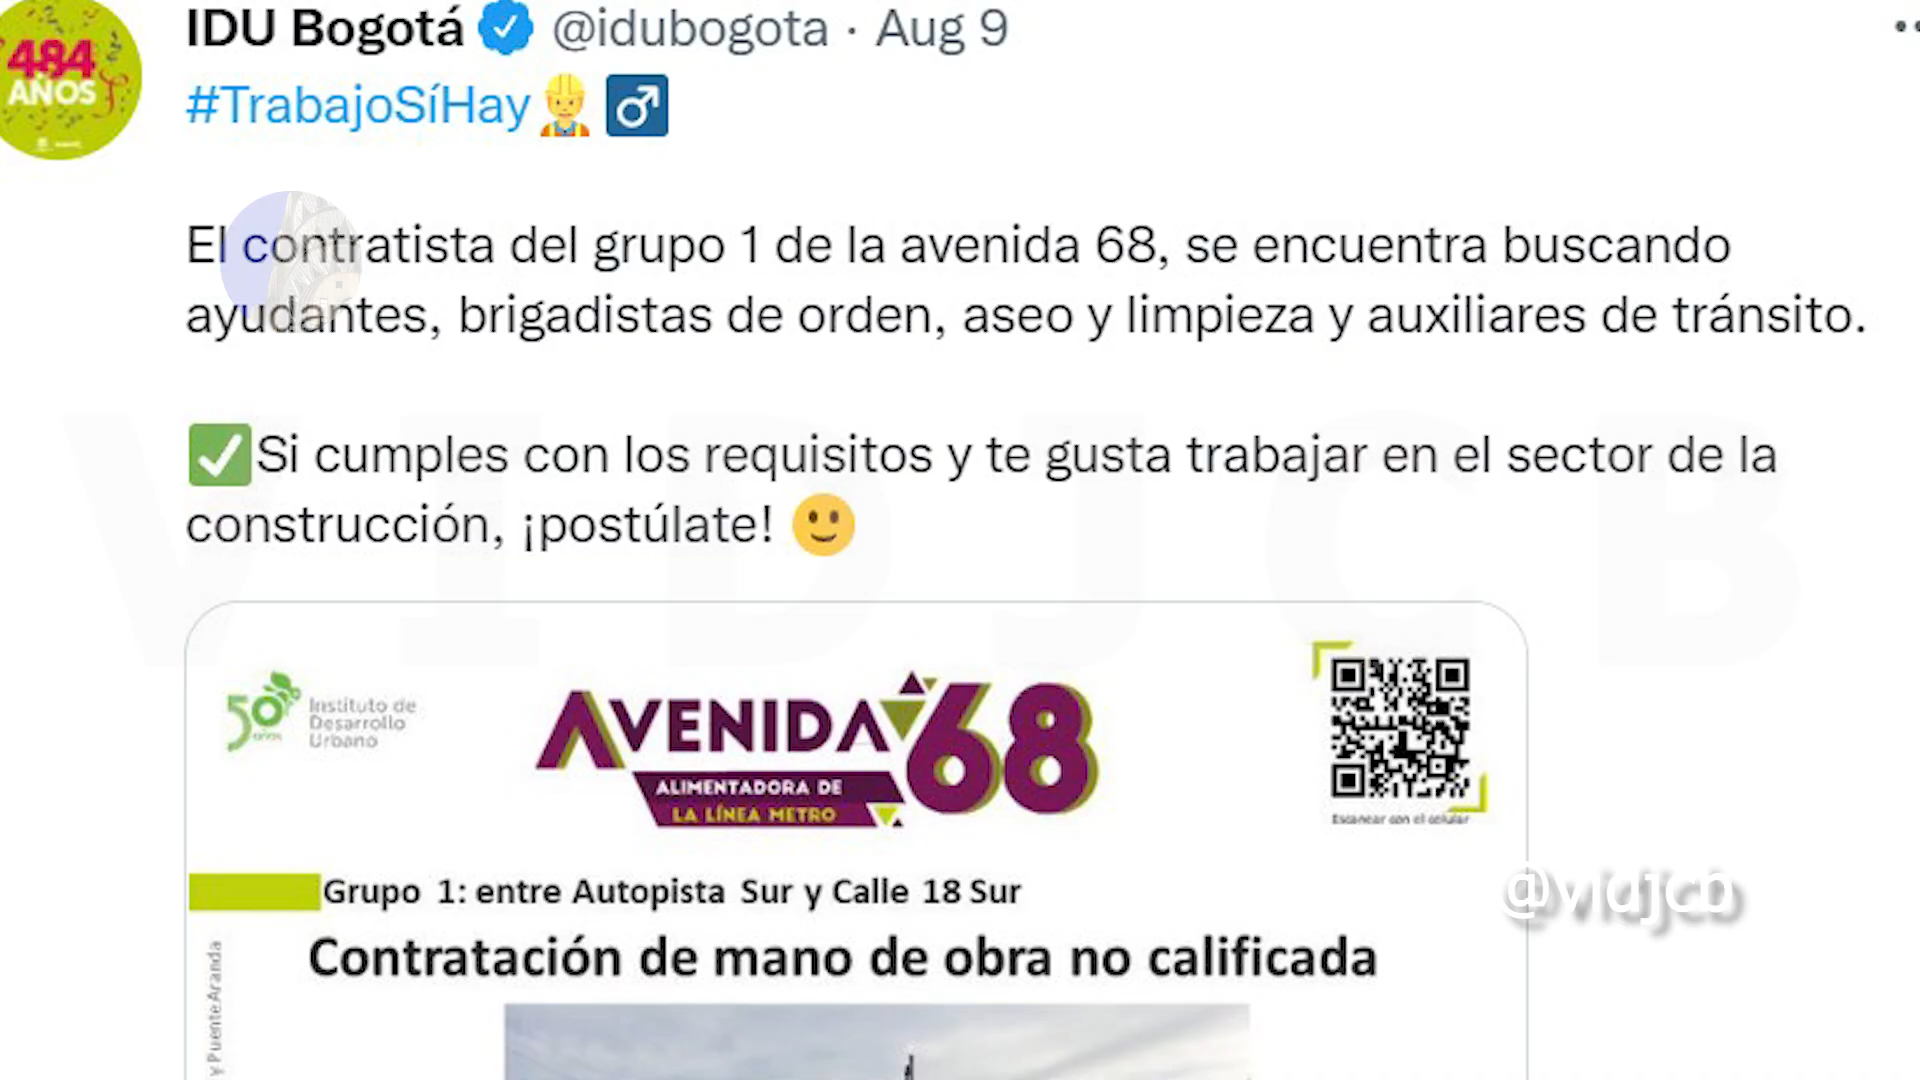 484
AÑOS
IDU Bogotá @idubogota · Aug 9
#TrabajoSíHay
El contratista del grupo 1 de la avenida 68, se encuentra buscando
ayudantes, brigadistas de orden, aseo y limpieza y auxiliares de tránsito.
Si cumples con los requisitos y te gusta trabajar en el sector de la
construcción, ¡postúlate!
VIDJCB
50 años
Instituto de
Desarrollo
Urbano
AVENIDA 68
ALIMENTADORA DE
LA LÍNEA METRO
Escanear con el celular
@vidjcb
Grupo 1: entre Autopista Sur y Calle 18 Sur
Contratación de mano de obra no calificada
y PuenteAranda